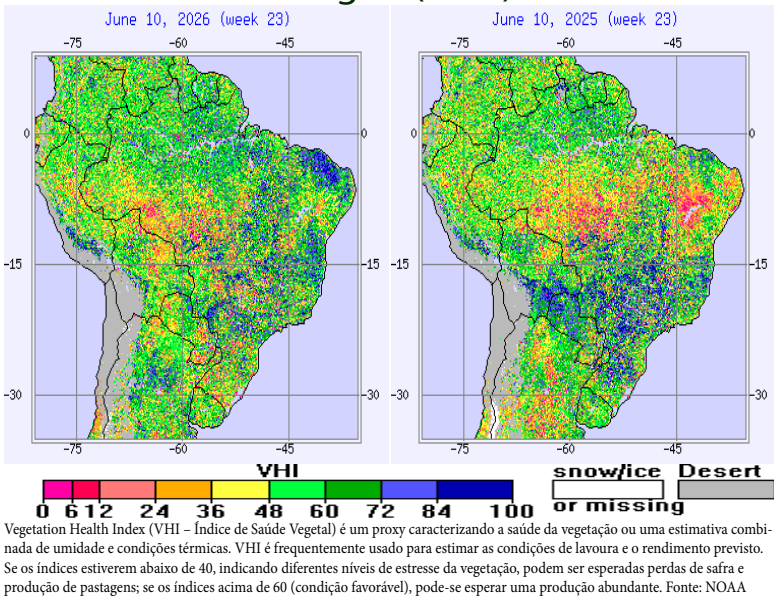 June 10, 2026 (week 23)
June 10, 2025 (week 23)
-75 -60 -45
-75 -60 -45
0 0 0
-15 -15 -15
-30 -30 -30
-75 -60 -45
-75 -60 -45
VHI
snow/ice Desert
0 6 12 24 36 48 60 72 84 100
or missing
Vegetation Health Index (VHI – Índice de Saúde Vegetal) é um proxy caracterizando a saúde da vegetação ou uma estimativa combi-
nada de umidade e condições térmicas. VHI é frequentemente usado para estimar as condições de lavoura e o rendimento previsto.
Se os índices estiverem abaixo de 40, indicando diferentes níveis de estresse da vegetação, podem ser esperadas perdas de safra e
produção de pastagens; se os índices acima de 60 (condição favorável), pode-se esperar uma produção abundante. Fonte: NOAA